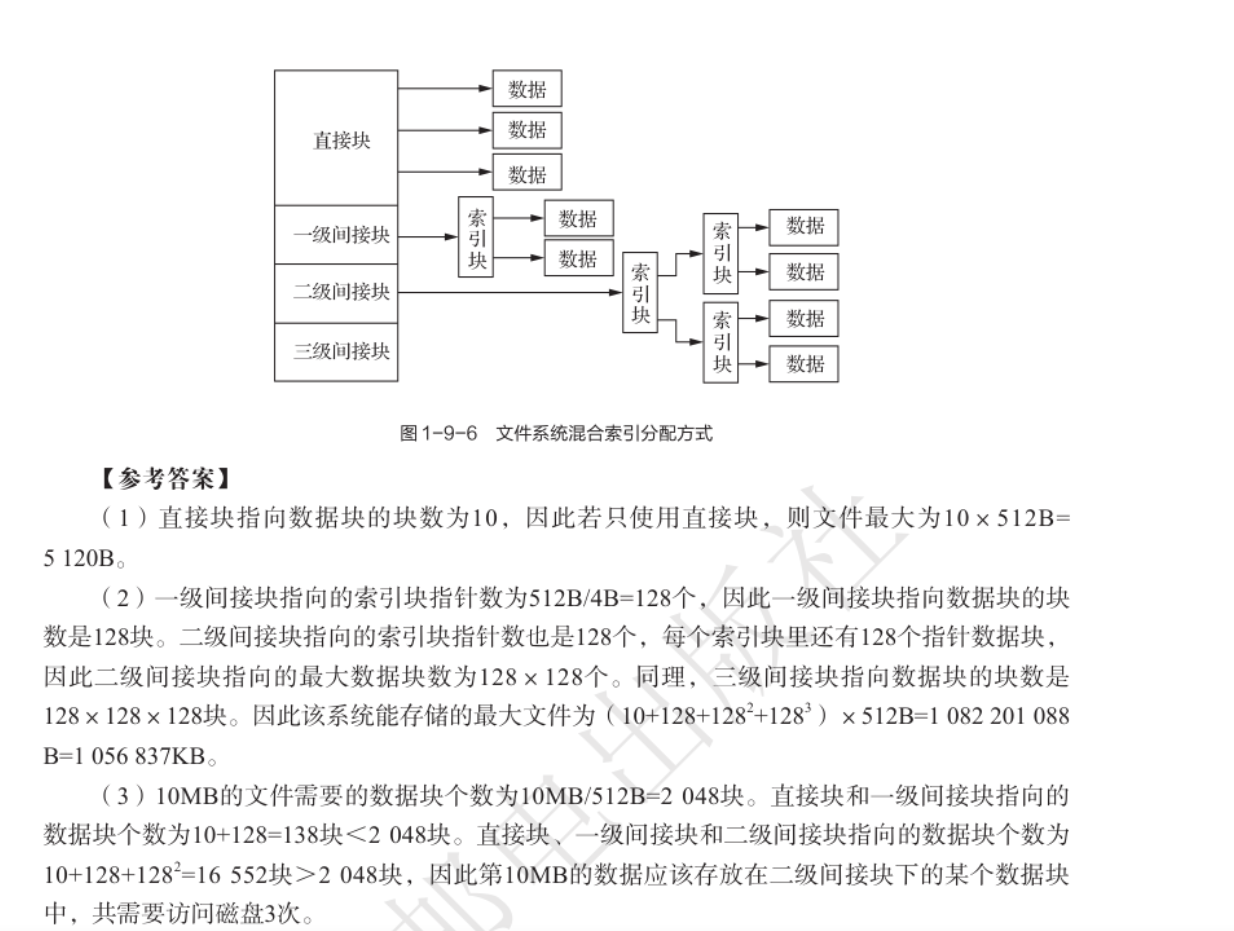 直接块
一级间接块
二级间接块
三级间接块
数据
数据
数据
索引块
数据
数据
索引块
索引块
数据
数据
索引块
数据
数据
图1-9-6 文件系统混合索引分配方式
【参考答案】
（1）直接块指向数据块的块数为10，因此若只使用直接块，则文件最大为10×512B=
5 120B。
（2）一级间接块指向的索引块指针数为512B/4B=128个，因此一级间接块指向数据块的块
数是128块。二级间接块指向的索引块指针数也是128个，每个索引块里还有128个指针数据块，
因此二级间接块指向的最大数据块数为128×128个。同理，三级间接块指向数据块的块数是
128×128×128块。因此该系统能存储的最大文件为（10+128+128²+128³）×512B=1 082 201 088
B=1 056 837KB。
（3）10MB的文件需要的数据块个数为10MB/512B=2 048块。直接块和一级间接块指向的
数据块个数为10+128=138块＜2 048块。直接块、一级间接块和二级间接块指向的数据块个数为
10+128+128²=16 552块＞2 048块，因此第10MB的数据应该存放在二级间接块下的某个数据块
中，共需要访问磁盘3次。
邮电出版社